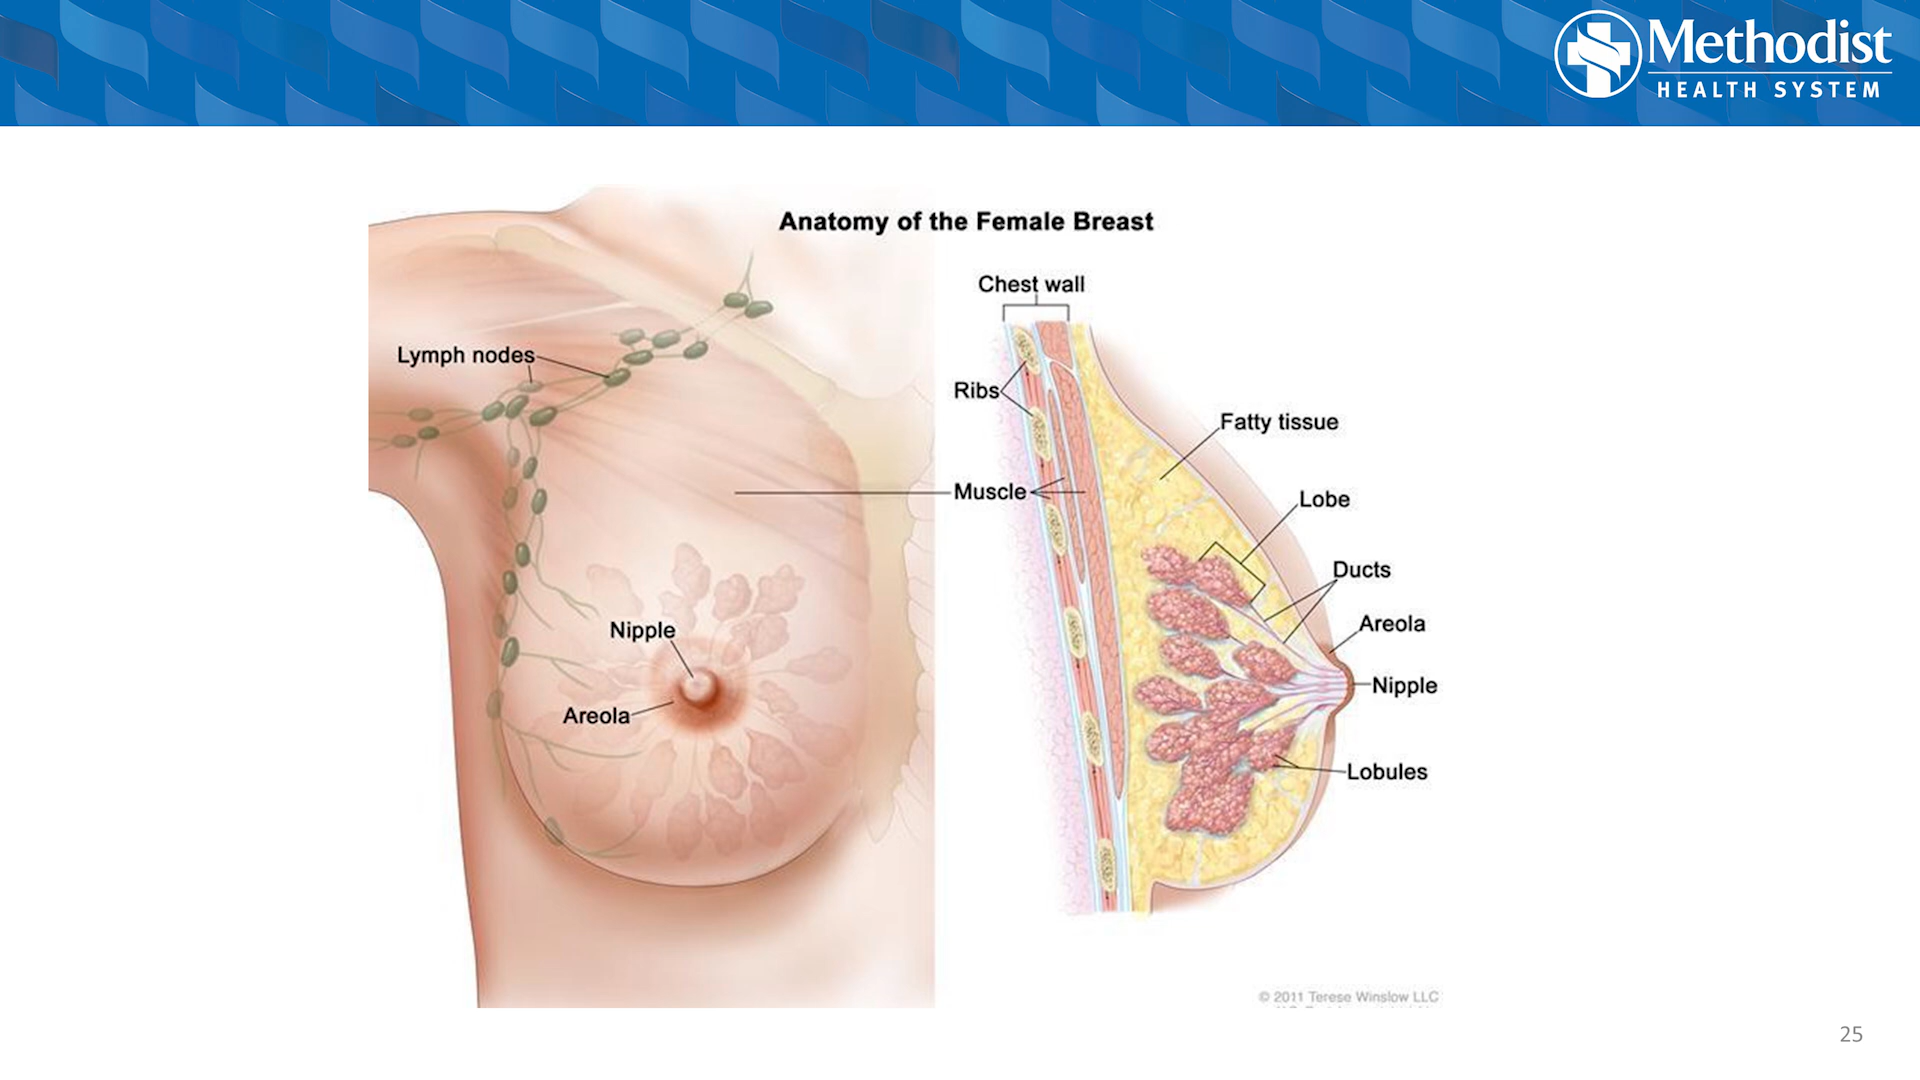 Methodist
HEALTH SYSTEM
Anatomy of the Female Breast
Chest wall
Lymph nodes
Ribs
Fatty tissue
Muscle
Lobe
Ducts
Areola
Nipple
Nipple
Areola
Lobules
© 2011 Terese Winslow LLC
25